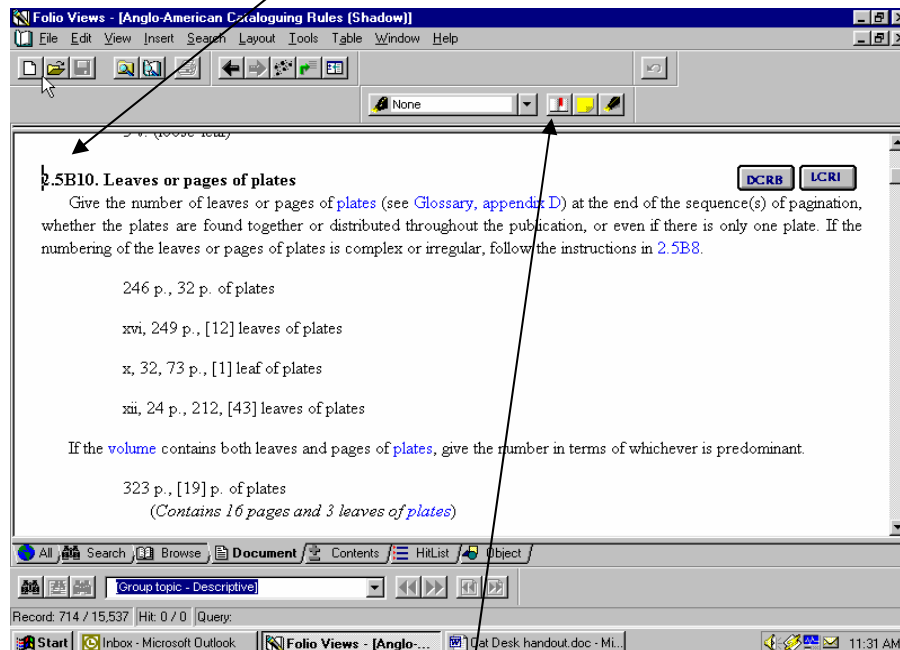 Folio Views - [Anglo-American Cataloguing Rules (Shadow)]
File Edit View Insert Search Layout Tools Table Window Help
None
3 v. (loose-leaf)
2.5B10. Leaves or pages of plates
DCRB LCRI
Give the number of leaves or pages of plates (see Glossary, appendix D) at the end of the sequence(s) of pagination,
whether the plates are found together or distributed throughout the publication, or even if there is only one plate. If the
numbering of the leaves or pages of plates is complex or irregular, follow the instructions in 2.5B8.
246 p., 32 p. of plates
xvi, 249 p., [12] leaves of plates
x, 32, 73 p., [1] leaf of plates
xii, 24 p., 212, [43] leaves of plates
If the volume contains both leaves and pages of plates, give the number in terms of whichever is predominant.
323 p., [19] p. of plates
(Contains 16 pages and 3 leaves of plates)
All Search Browse Document Contents HitList Object
[Group topic - Descriptive]
Record: 714 / 15,537 Hit: 0 / 0 Query:
Start Inbox - Microsoft Outlook Folio Views - [Anglo-... Cat Desk handout.doc - Mi... 11:31 AM